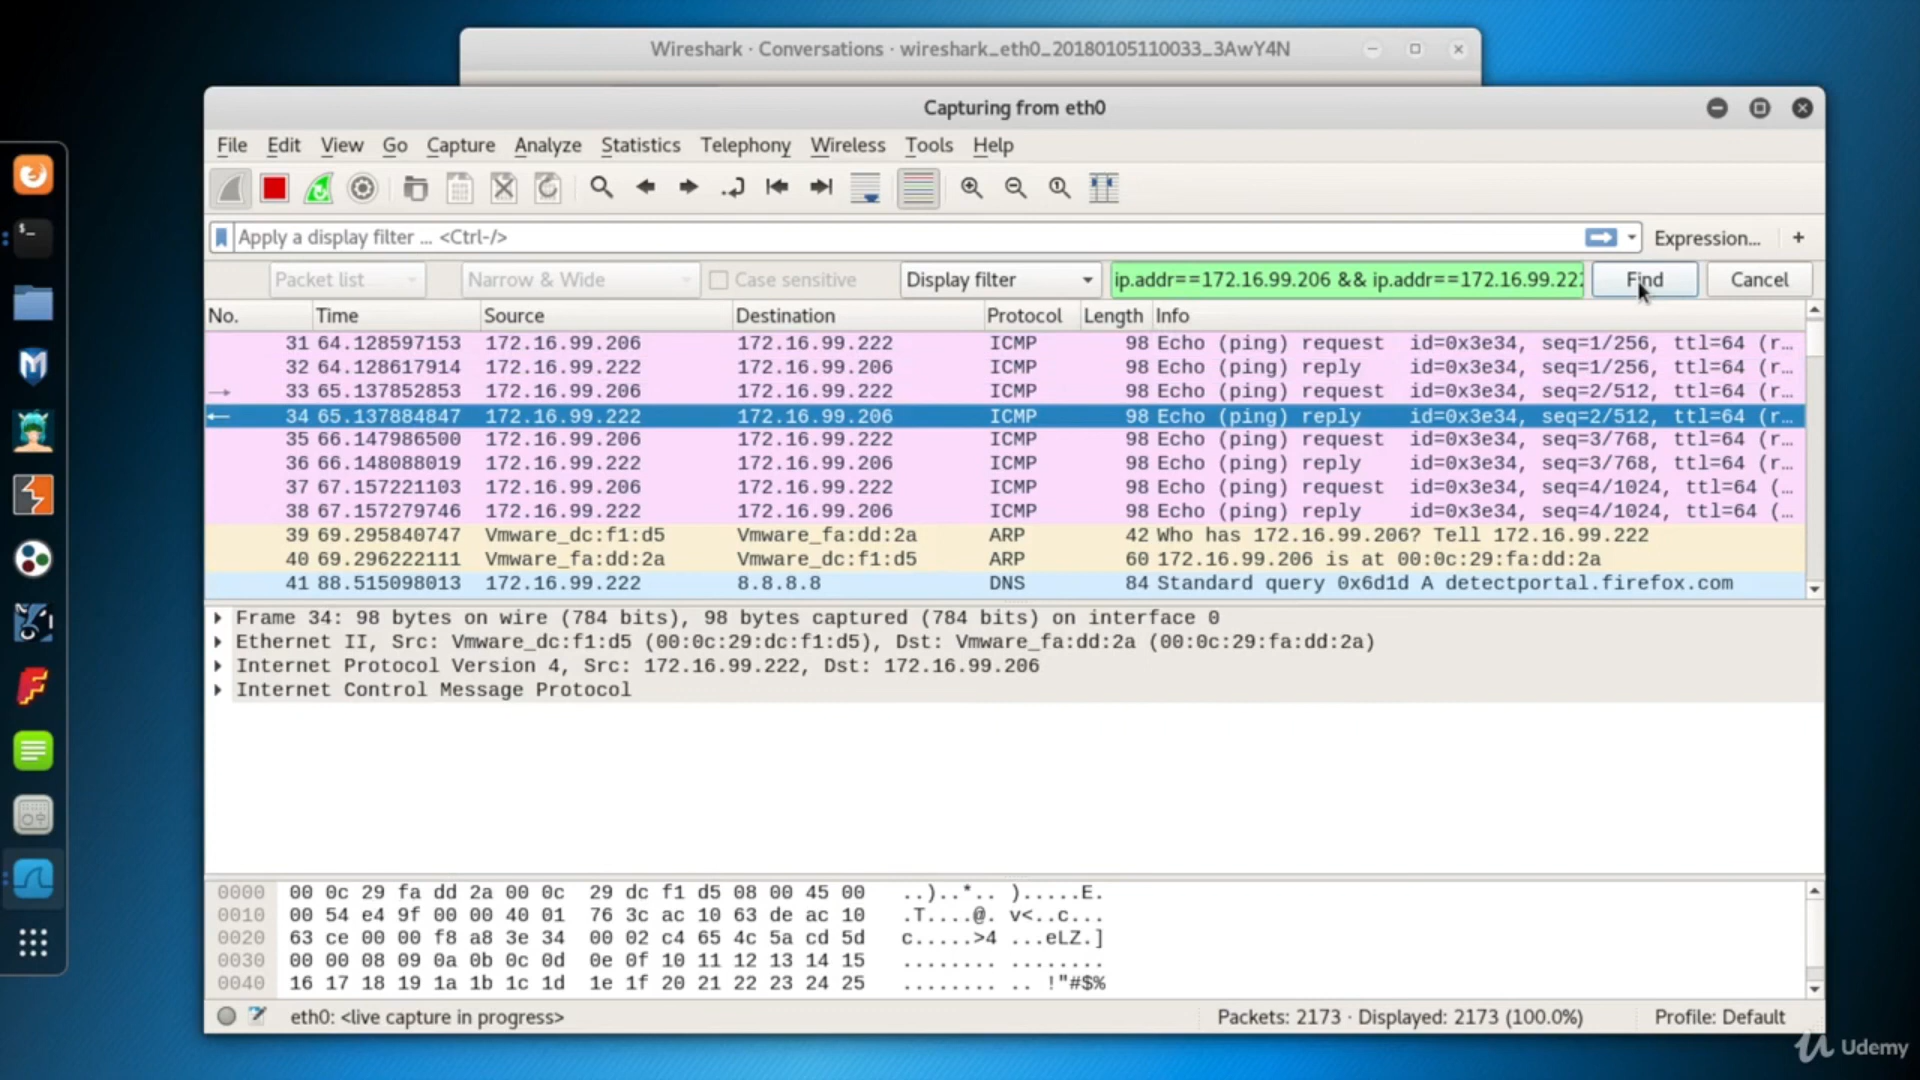 Wireshark · Conversations · wireshark_eth0_20180105110033_3AwY4N
Capturing from eth0
File Edit View Go Capture Analyze Statistics Telephony Wireless Tools Help
Apply a display filter ... <Ctrl-/> Expression... +
Packet list Narrow & Wide Case sensitive Display filter ip.addr==172.16.99.206 && ip.addr==172.16.99.222 Find Cancel
No. Time Source Destination Protocol Length Info
31 64.128597153 172.16.99.206 172.16.99.222 ICMP 98 Echo (ping) request id=0x3e34, seq=1/256, ttl=64 (r…
32 64.128617914 172.16.99.222 172.16.99.206 ICMP 98 Echo (ping) reply id=0x3e34, seq=1/256, ttl=64 (r…
33 65.137852853 172.16.99.206 172.16.99.222 ICMP 98 Echo (ping) request id=0x3e34, seq=2/512, ttl=64 (r…
34 65.137884847 172.16.99.222 172.16.99.206 ICMP 98 Echo (ping) reply id=0x3e34, seq=2/512, ttl=64 (r…
35 66.147986500 172.16.99.206 172.16.99.222 ICMP 98 Echo (ping) request id=0x3e34, seq=3/768, ttl=64 (r…
36 66.148088019 172.16.99.222 172.16.99.206 ICMP 98 Echo (ping) reply id=0x3e34, seq=3/768, ttl=64 (r…
37 67.157221103 172.16.99.206 172.16.99.222 ICMP 98 Echo (ping) request id=0x3e34, seq=4/1024, ttl=64 (…
38 67.157279746 172.16.99.222 172.16.99.206 ICMP 98 Echo (ping) reply id=0x3e34, seq=4/1024, ttl=64 (…
39 69.295840747 Vmware_dc:f1:d5 Vmware_fa:dd:2a ARP 42 Who has 172.16.99.206? Tell 172.16.99.222
40 69.296222111 Vmware_fa:dd:2a Vmware_dc:f1:d5 ARP 60 172.16.99.206 is at 00:0c:29:fa:dd:2a
41 88.515098013 172.16.99.222 8.8.8.8 DNS 84 Standard query 0x6d1d A detectportal.firefox.com
Frame 34: 98 bytes on wire (784 bits), 98 bytes captured (784 bits) on interface 0
Ethernet II, Src: Vmware_dc:f1:d5 (00:0c:29:dc:f1:d5), Dst: Vmware_fa:dd:2a (00:0c:29:fa:dd:2a)
Internet Protocol Version 4, Src: 172.16.99.222, Dst: 172.16.99.206
Internet Control Message Protocol
0000 00 0c 29 fa dd 2a 00 0c 29 dc f1 d5 08 00 45 00 ..)..*.. ).....E.
0010 00 54 e4 9f 00 00 40 01 76 3c ac 10 63 de ac 10 .T....@. v<..c...
0020 63 ce 00 00 f8 a8 3e 34 00 02 c4 65 4c 5a cd 5d c.....>4 ...eLZ.]
0030 00 00 08 09 0a 0b 0c 0d 0e 0f 10 11 12 13 14 15 ........ ........
0040 16 17 18 19 1a 1b 1c 1d 1e 1f 20 21 22 23 24 25 ........ .. !"#$%
eth0: <live capture in progress> Packets: 2173 · Displayed: 2173 (100.0%) Profile: Default
Udemy